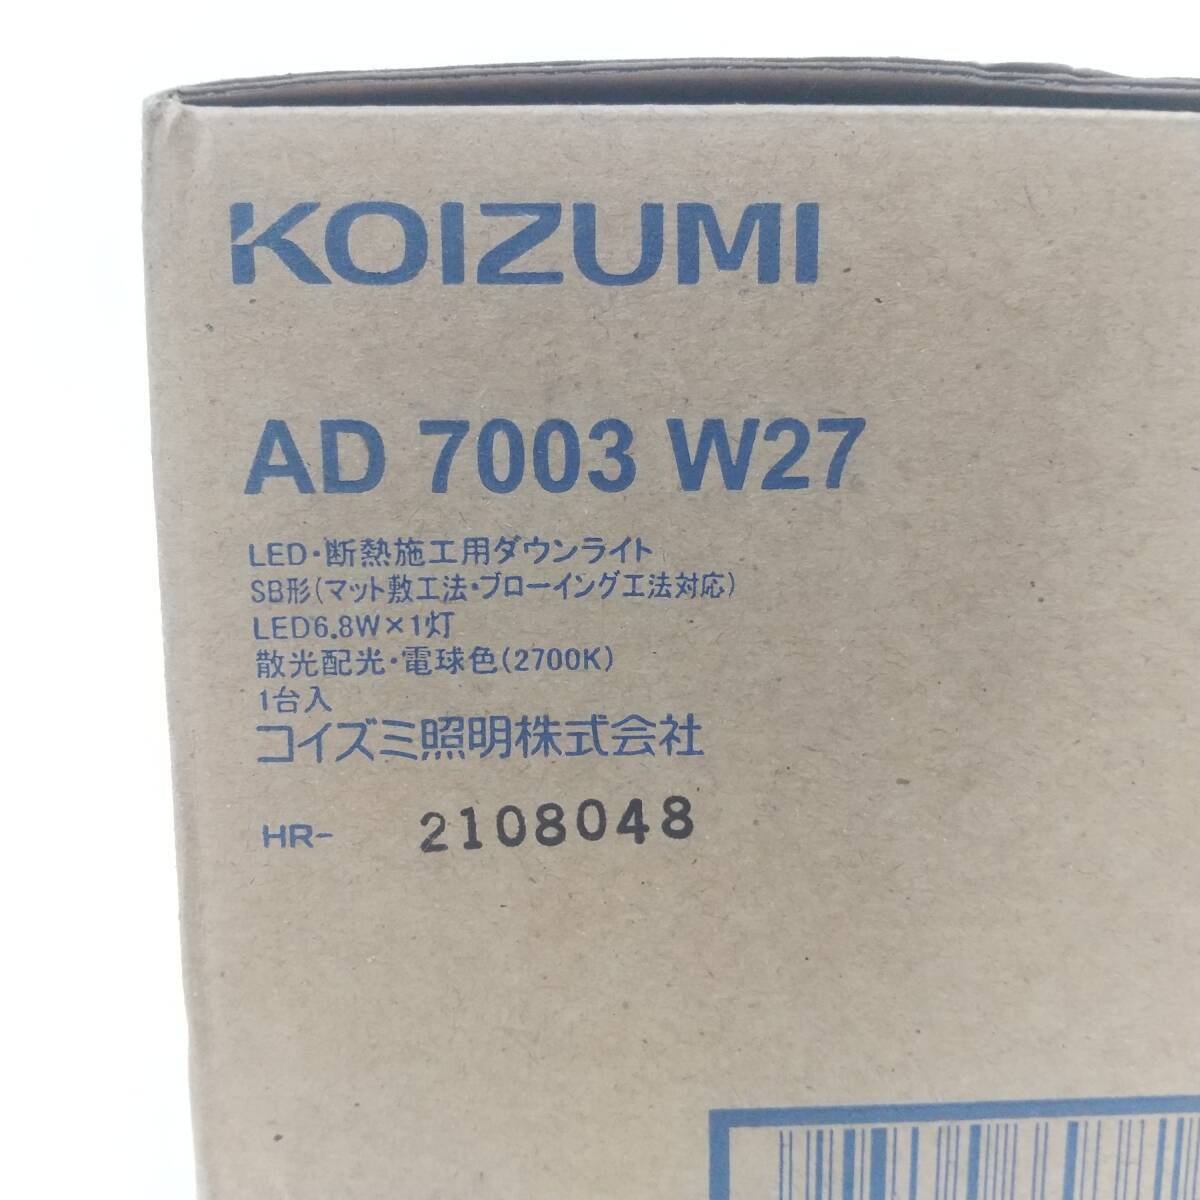 KOIZUMI
AD 7003 W27
LED・断熱施工用ダウンライト
SB形(マット敷工法・ブローイング工法対応)
LED6.8W×1灯
散光配光・電球色(2700K)
1台入
コイズミ照明株式会社
HR- 2108048